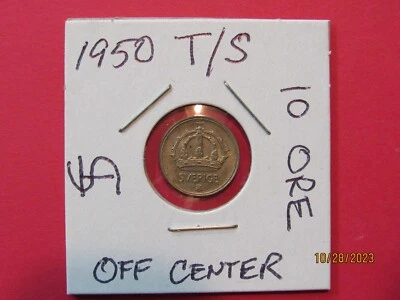 1950 T/S
10 ORE
SVERIGE
OFF CENTER
10/28/2023